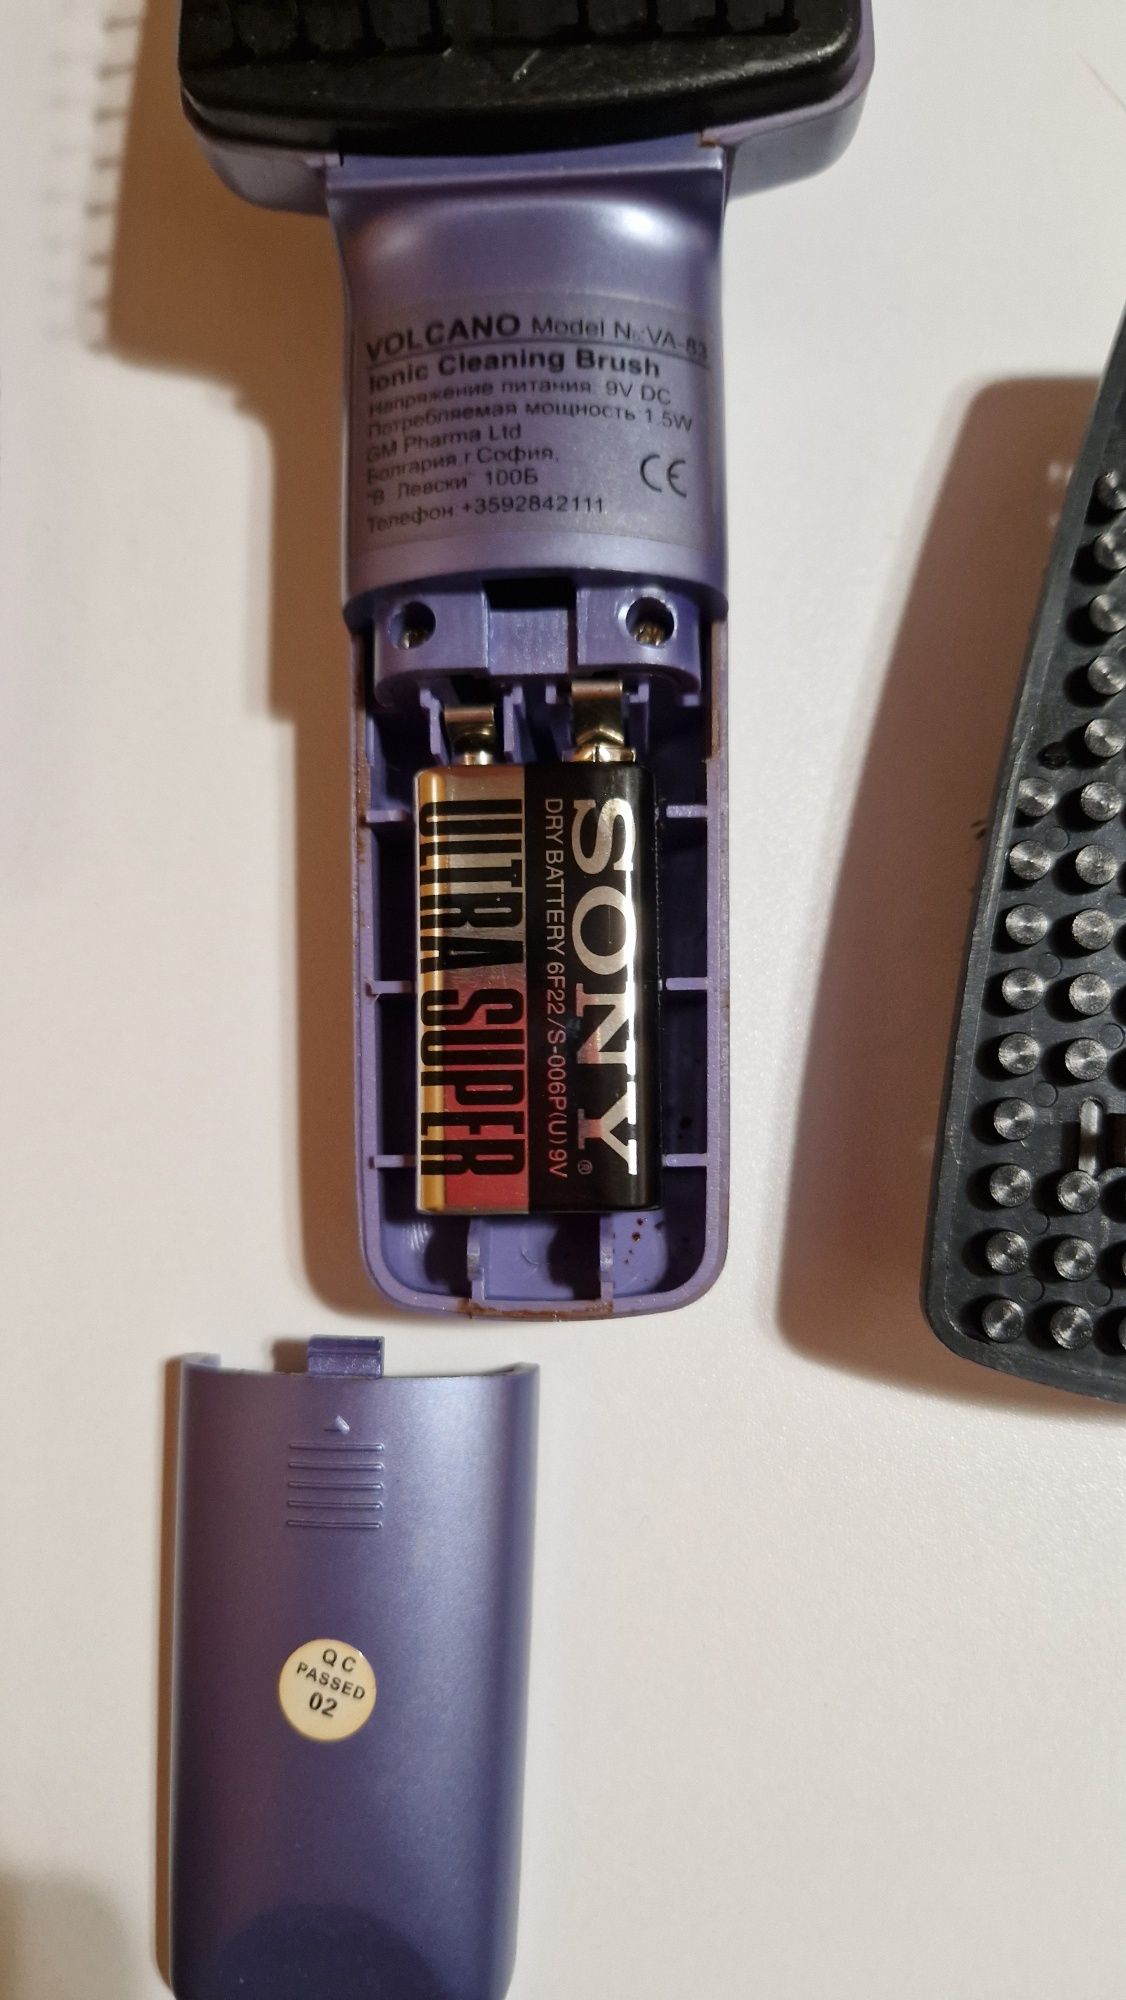 VOLCANO Model №:VA-83
Ionic Cleaning Brush
Напряжение питания: 9V DC
Потребляемая мощность 1.5W
GM Pharma Ltd
Болгария, г.София,
"В. Левски" 100Б
Телефон:+3592842111
CE
SONY®
DRY BATTERY 6F22/S-006P(U) 9V
ULTRA SUPER
QC
PASSED
02